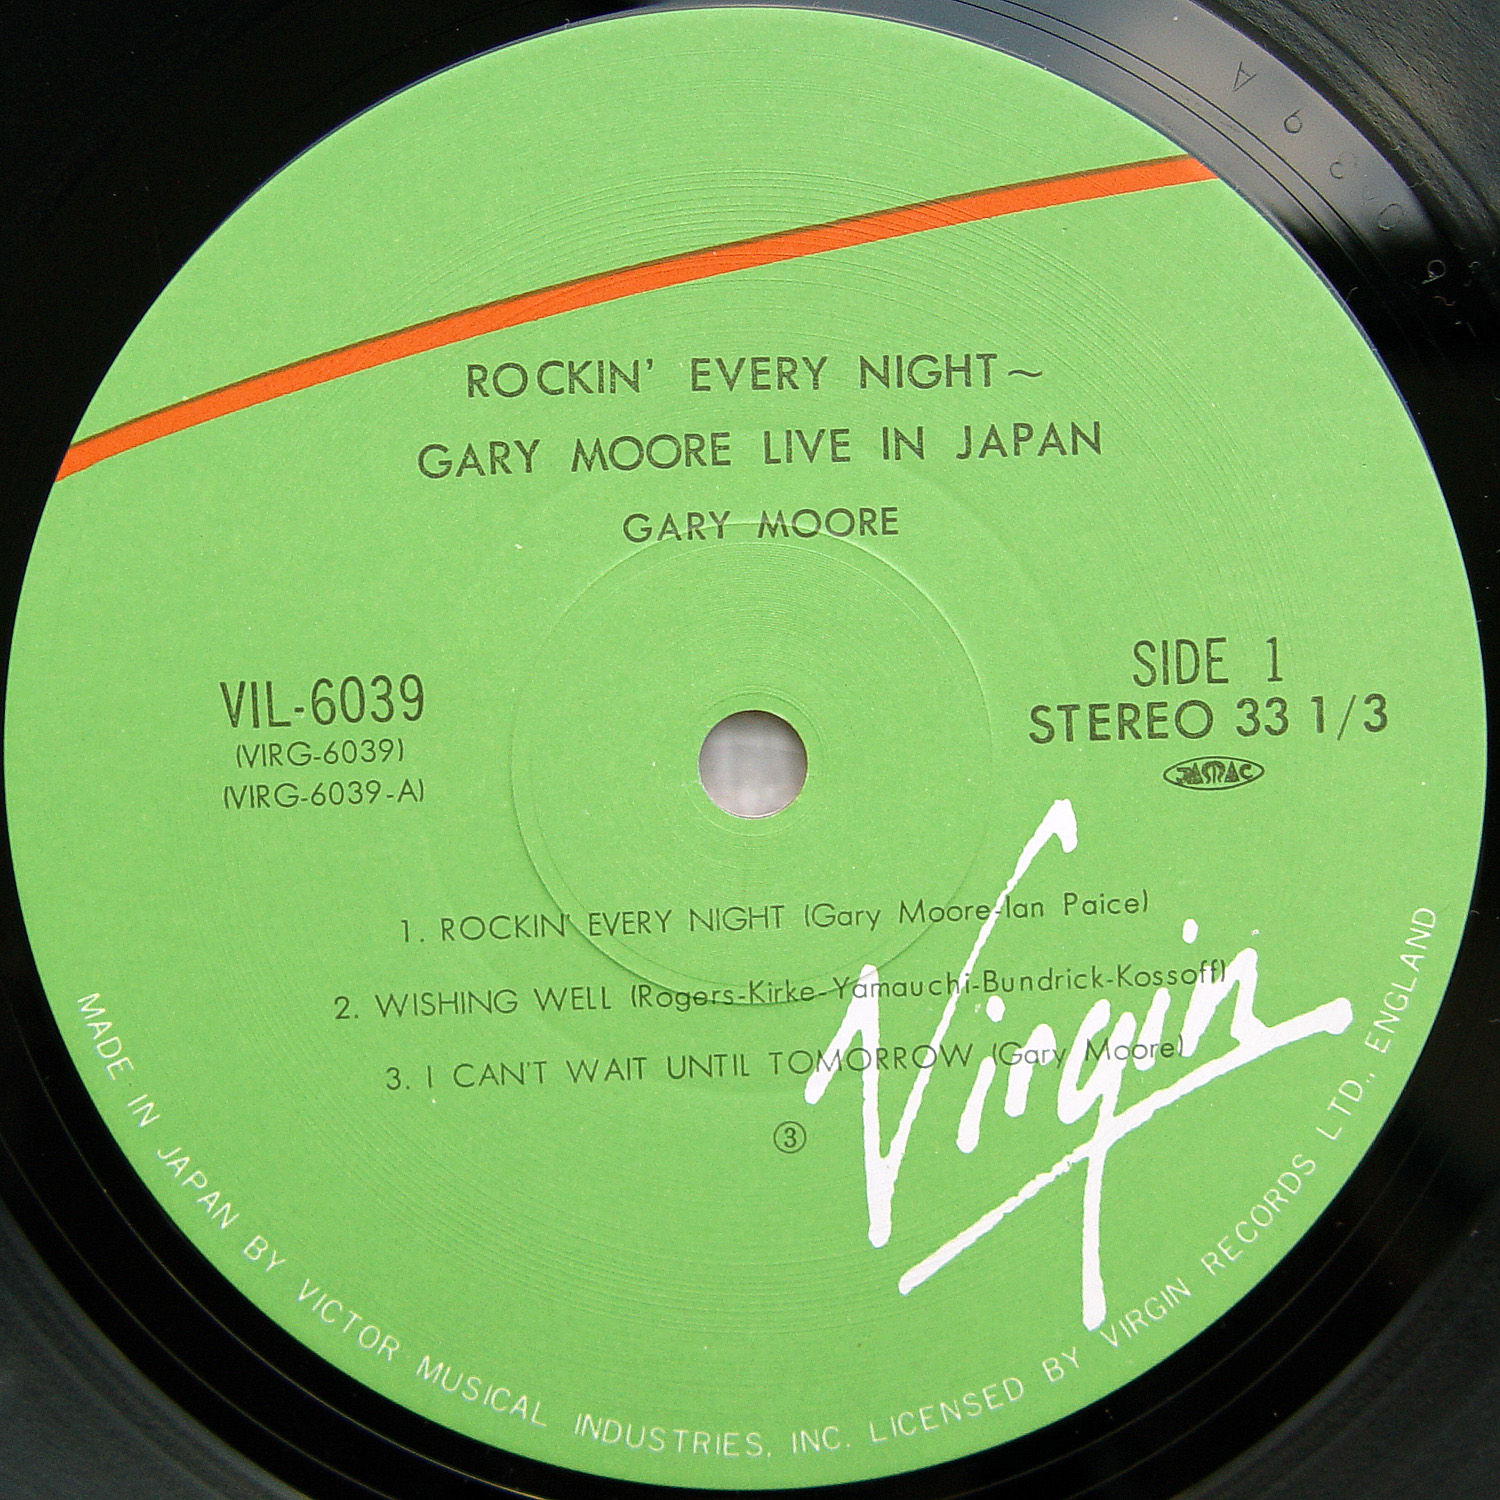 ROCKIN' EVERY NIGHT~
GARY MOORE LIVE IN JAPAN
GARY MOORE
VIL-6039
(VIRG-6039)
(VIRG-6039-A)
SIDE 1
STEREO 33 1/3
JASRAC
1. ROCKIN' EVERY NIGHT (Gary Moore-Ian Paice)
2. WISHING WELL (Rogers-Kirke-Yamauchi-Bundrick-Kossoff)
3. I CAN'T WAIT UNTIL TOMORROW (Gary Moore)
③
Virgin
MADE IN JAPAN BY VICTOR MUSICAL INDUSTRIES, INC. LICENSED BY VIRGIN RECORDS LTD., ENGLAND